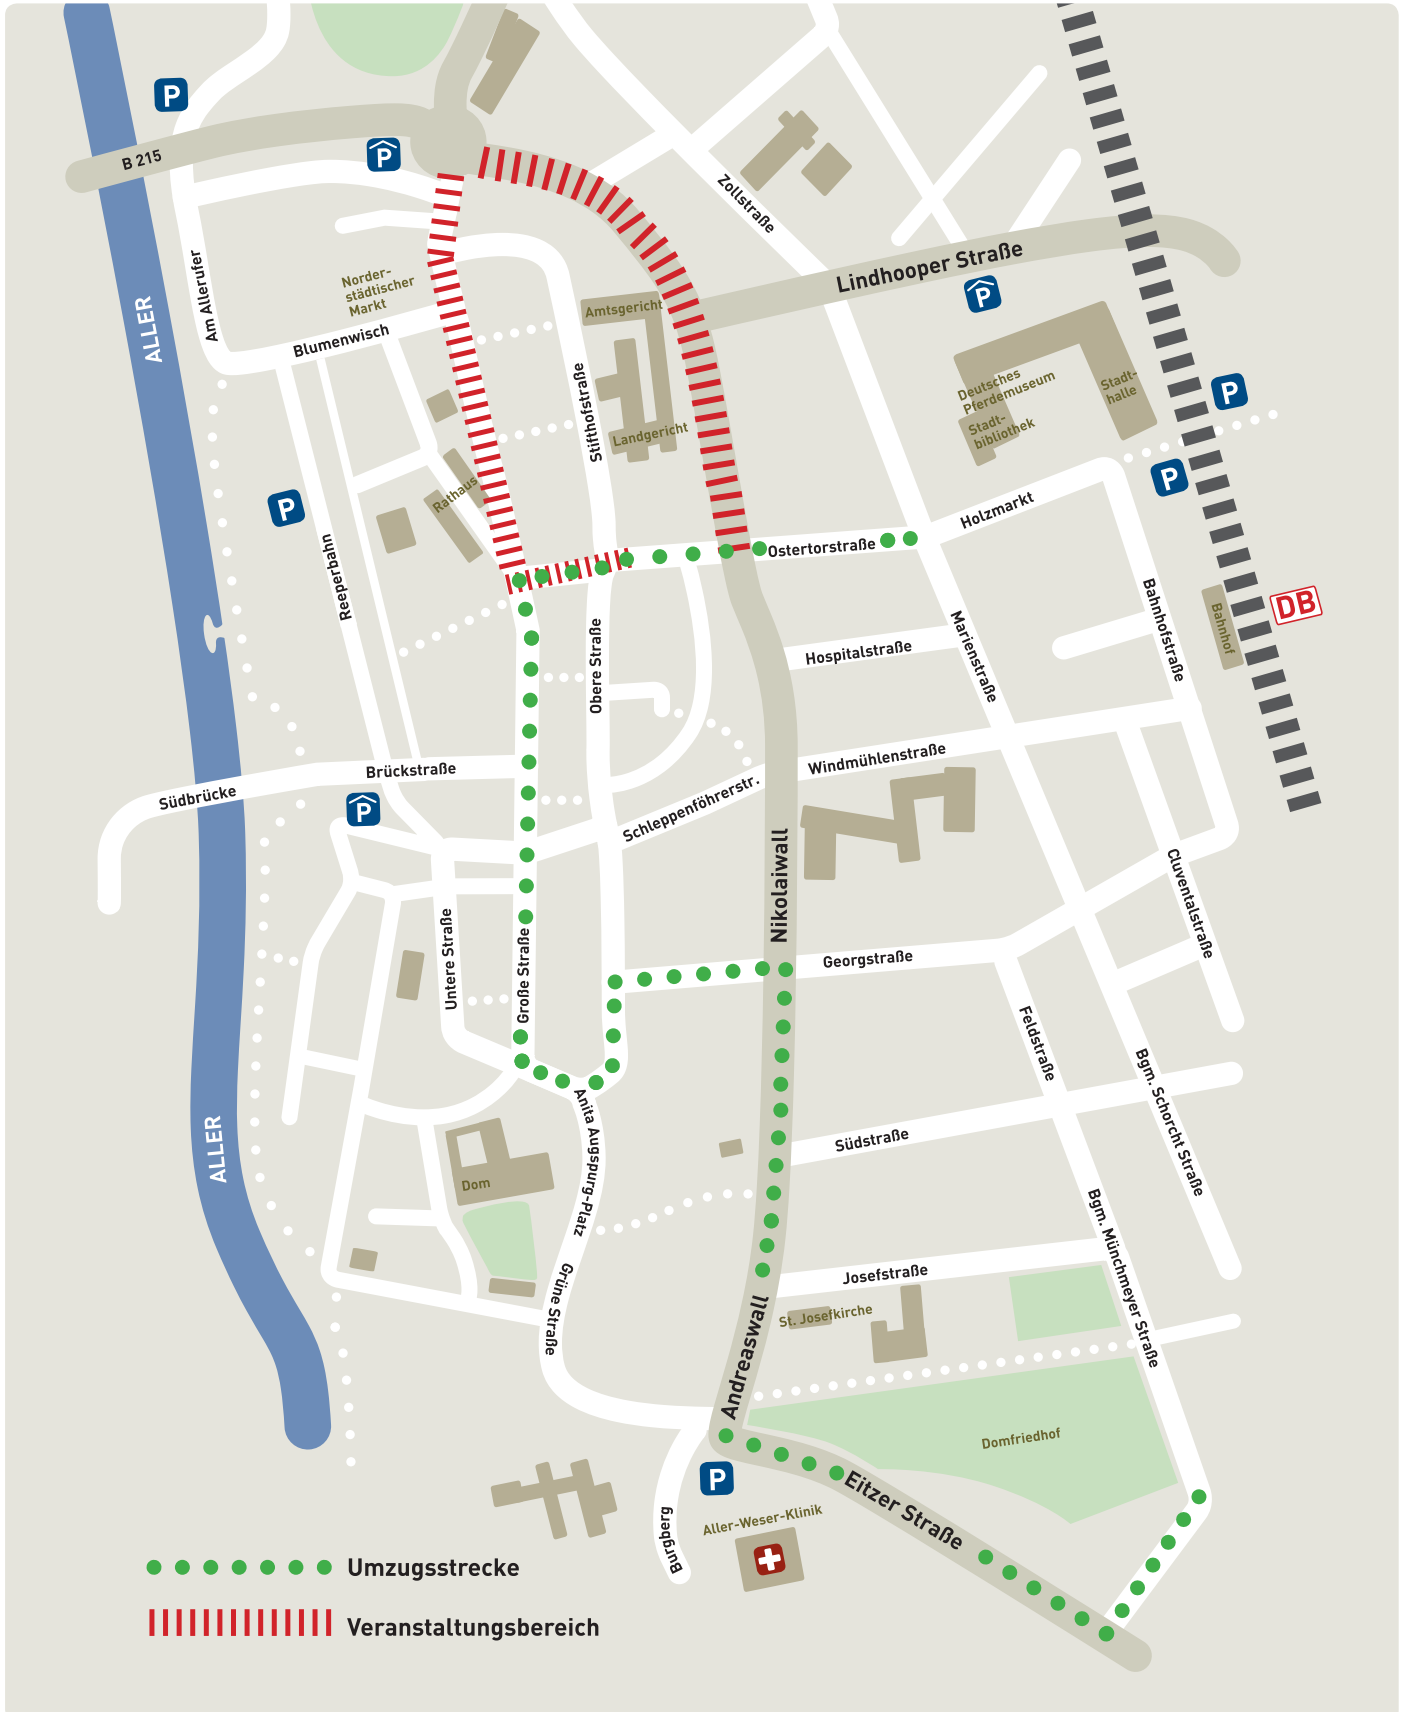 P
B 215
P
Zollstraße
Lindhooper Straße
P
Am Allerufer
Norder-
städtischer
Markt
ALLER
Blumenwisch
Amtsgericht
Stifthofstraße
Landgericht
Deutsches
Pferdemuseum
Stadt-
halle
Stadt-
bibliothek
P
P
Rathaus
P
Holzmarkt
Ostertorstraße
Reeperbahn
Bahnhofstraße
Bahnhof
DB
Obere Straße
Hospitalstraße
Marienstraße
Brückstraße
Windmühlenstraße
Südbrücke
P
Schleppenföhrerstr.
Nikolaiwall
Cluventalstraße
Untere Straße
Große Straße
Georgstraße
Feldstraße
Bgm. Schorcht Straße
ALLER
Anita Augspurg-Platz
Südstraße
Dom
Bgm. Münchmeyer Straße
Grüne Straße
Josefstraße
St. Josefkirche
Andreaswall
Domfriedhof
P
Eitzer Straße
Aller-Weser-Klinik
Burgberg
Umzugsstrecke
Veranstaltungsbereich